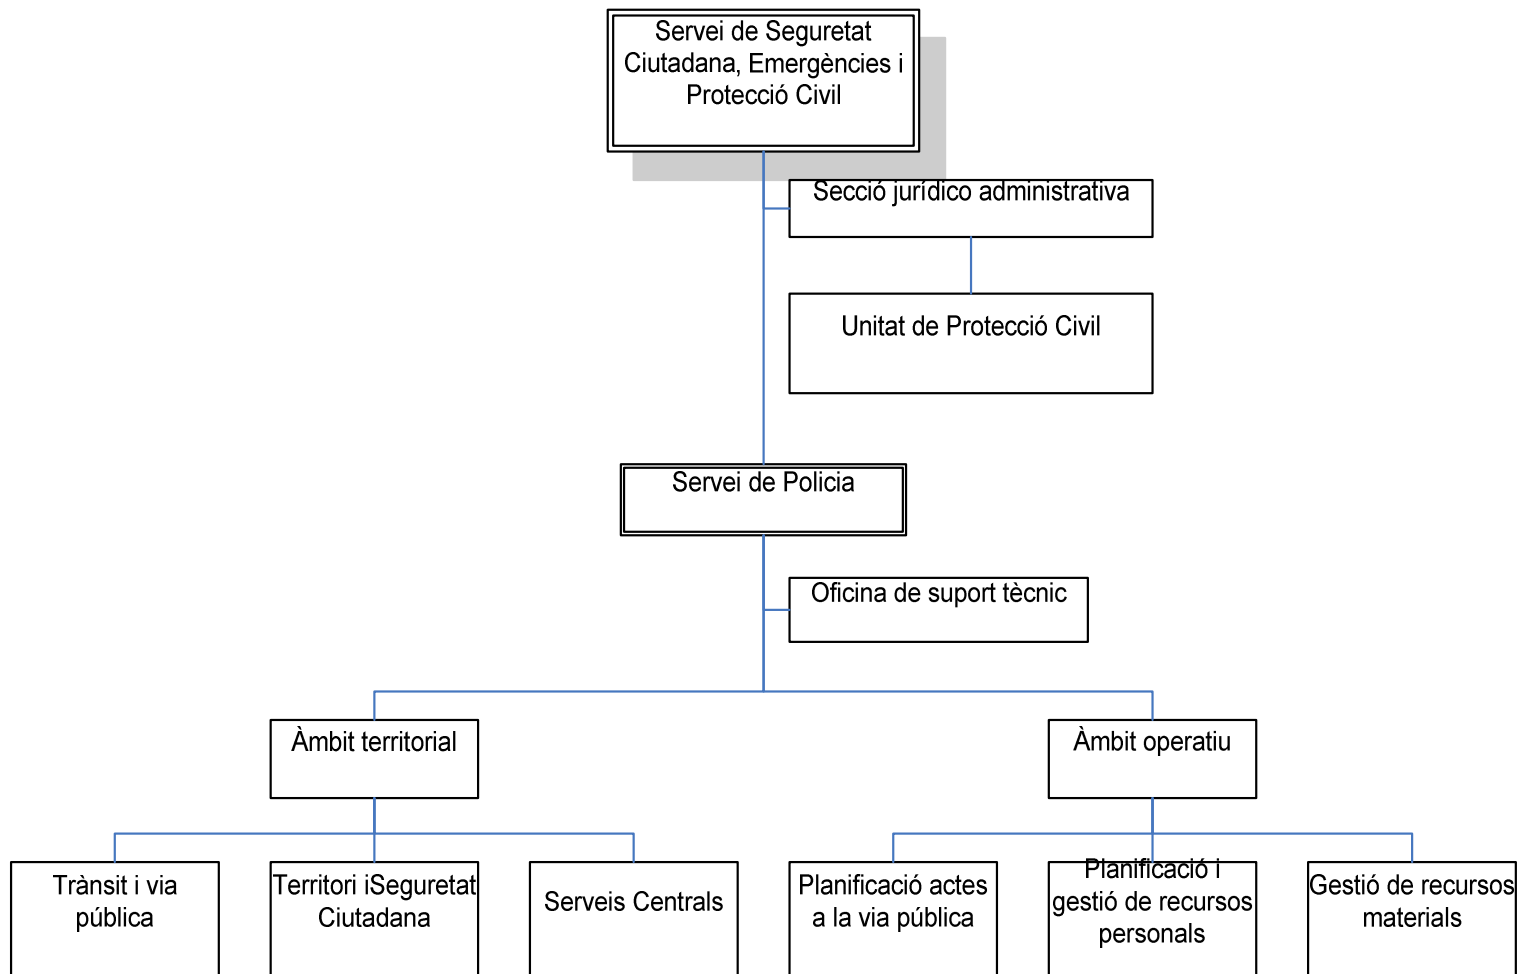 Servei de Seguretat
Ciutadana, Emergències i
Protecció Civil
Secció jurídico administrativa
Unitat de Protecció Civil
Servei de Policia
Oficina de suport tècnic
Àmbit territorial
Àmbit operatiu
Trànsit i via
pública
Territori iSeguretat
Ciutadana
Serveis Centrals
Planificació actes
a la via pública
Planificació i
gestió de recursos
personals
Gestió de recursos
materials